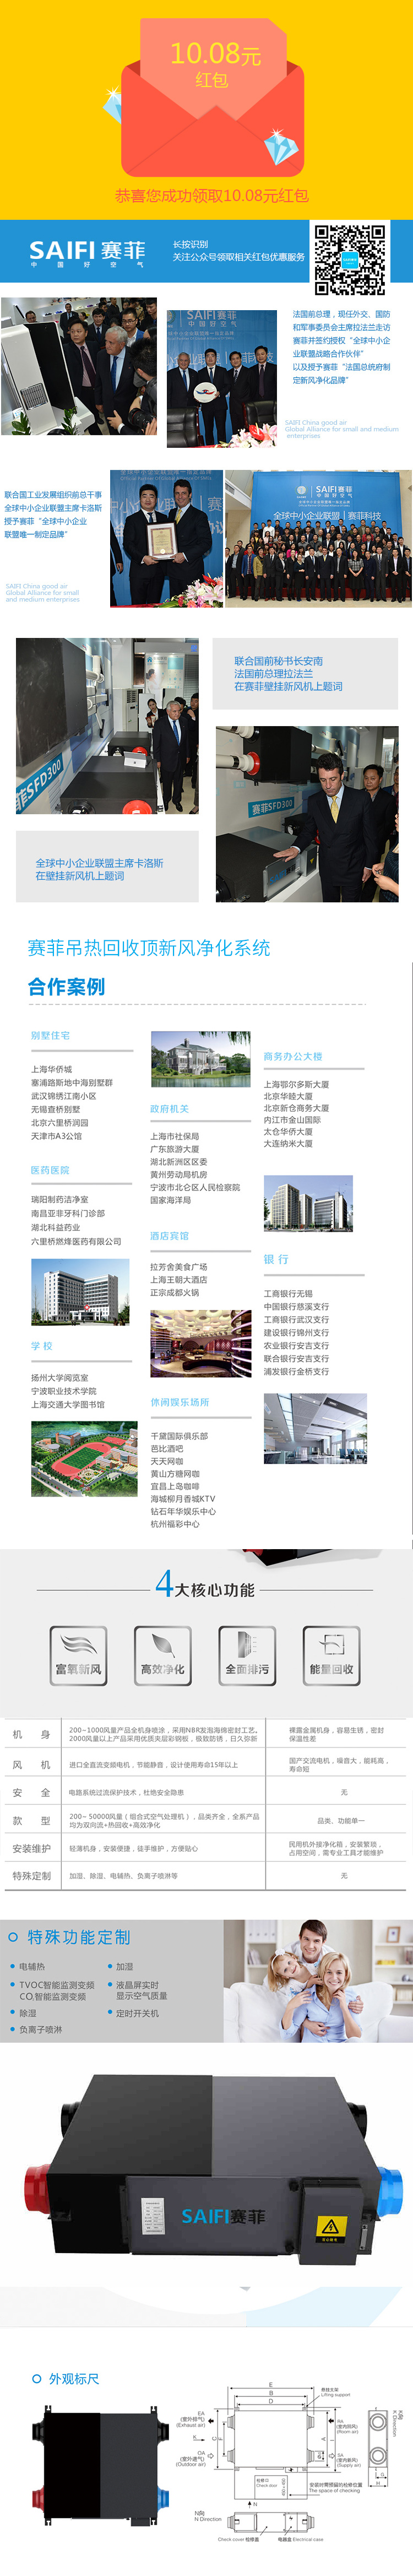 10.08元
红包
恭喜您成功领取10.08元红包
SAIFI 赛菲
中国好空气
长按识别
关注公众号领取相关红包优惠服务
SAIFI赛菲
中国好空气
法国前总理，现任外交、国防
和军事委员会主席拉法兰走访
赛菲并签约授权“全球中小企
业联盟战略合作伙伴”
以及授予赛菲“法国总统府制
定新风净化品牌”
SAIFI China good air
Global Alliance for small and medium
enterprises
联合国工业发展组织前总干事
全球中小企业联盟主席卡洛斯
授予赛菲“全球中小企业
联盟唯一制定品牌”
SAIFI China good air
Global Alliance for small
and medium enterprises
SAIFI赛菲
中国好空气
全球中小企业联盟 | 赛菲科技
联合国前秘书长安南
法国前总理拉法兰
在赛菲壁挂新风机上题词
赛菲SFD300
赛菲SFD300
全球中小企业联盟主席卡洛斯
在壁挂新风机上题词
赛菲吊热回收顶新风净化系统
合作案例
别墅住宅
上海华侨城
塞浦路斯地中海别墅群
武汉锦绣江南小区
无锡查桥别墅
北京六里桥润园
天津市A3公馆
政府机关
上海市社保局
广东旅游大厦
湖北新洲区区委
黄州劳动局机房
宁波市北仑区人民检察院
国家海洋局
商务办公大楼
上海鄂尔多斯大厦
北京华睦大厦
北京新仓商务大厦
内江市金山国际
太仓华侨大厦
大连纳米大厦
医药医院
瑞阳制药洁净室
南昌亚非牙科门诊部
湖北科益药业
六里桥燃烽医药有限公司
酒店宾馆
拉芳舍美食广场
上海王朝大酒店
正宗成都火锅
银 行
工商银行无锡
中国银行慈溪支行
工商银行武汉支行
建设银行锦州支行
农业银行安吉支行
联合银行安吉支行
浦发银行金桥支行
学 校
扬州大学阅览室
宁波职业技术学院
上海交通大学图书馆
休闲娱乐场所
千黛国际俱乐部
芭比酒吧
天天网咖
黄山方糖网咖
宜昌上岛咖啡
海城柳月香城KTV
钻石年华娱乐中心
杭州福彩中心
4大核心功能
富氧新风
高效净化
全面排污
能量回收
机 身
200~1000风量产品全机身喷涂，采用NBR发泡海绵密封工艺。
2000风量以上产品采用优质夹层彩钢板，极致防锈，日久弥新
裸露金属机身，容易生锈，密封
保温性差
风 机
进口全直流变频电机，节能静音，设计使用寿命15年以上
国产交流电机，噪音大，能耗高，
寿命短
安 全
电路系统过流保护技术，杜绝安全隐患
无
款 型
200~ 50000风量（组合式空气处理机），品类齐全，全系产品
均为双向流+热回收+高效净化
品类、功能单一
安装维护
轻薄机身，安装便捷，徒手维护，方便贴心
民用机外接净化箱，安装繁琐，
占用空间，需专业工具才能维护
特殊定制
加湿、除湿、电辅热、负离子喷淋等
无
特殊功能定制
电辅热
加湿
TVOC智能监测变频
CO₂智能监测变频
液晶屏实时
显示空气质量
除湿
定时开关机
负离子喷淋
SAIFI赛菲
外观标尺
E
B
D
悬挂支架
Lifting support
EA
(室外排气)
(Exhaust air)
RA
(室内回风)
(Room air)
OA
(室外进气)
(Outdoor air)
SA
(室内新风)
(Supply air)
K向
K Direction
检修口
Check door
安装时需预留的检修位置
The space of checking
N
N向
N Direction
Check cover 检修盖
电器盒 Electrical case
C
A
G
H